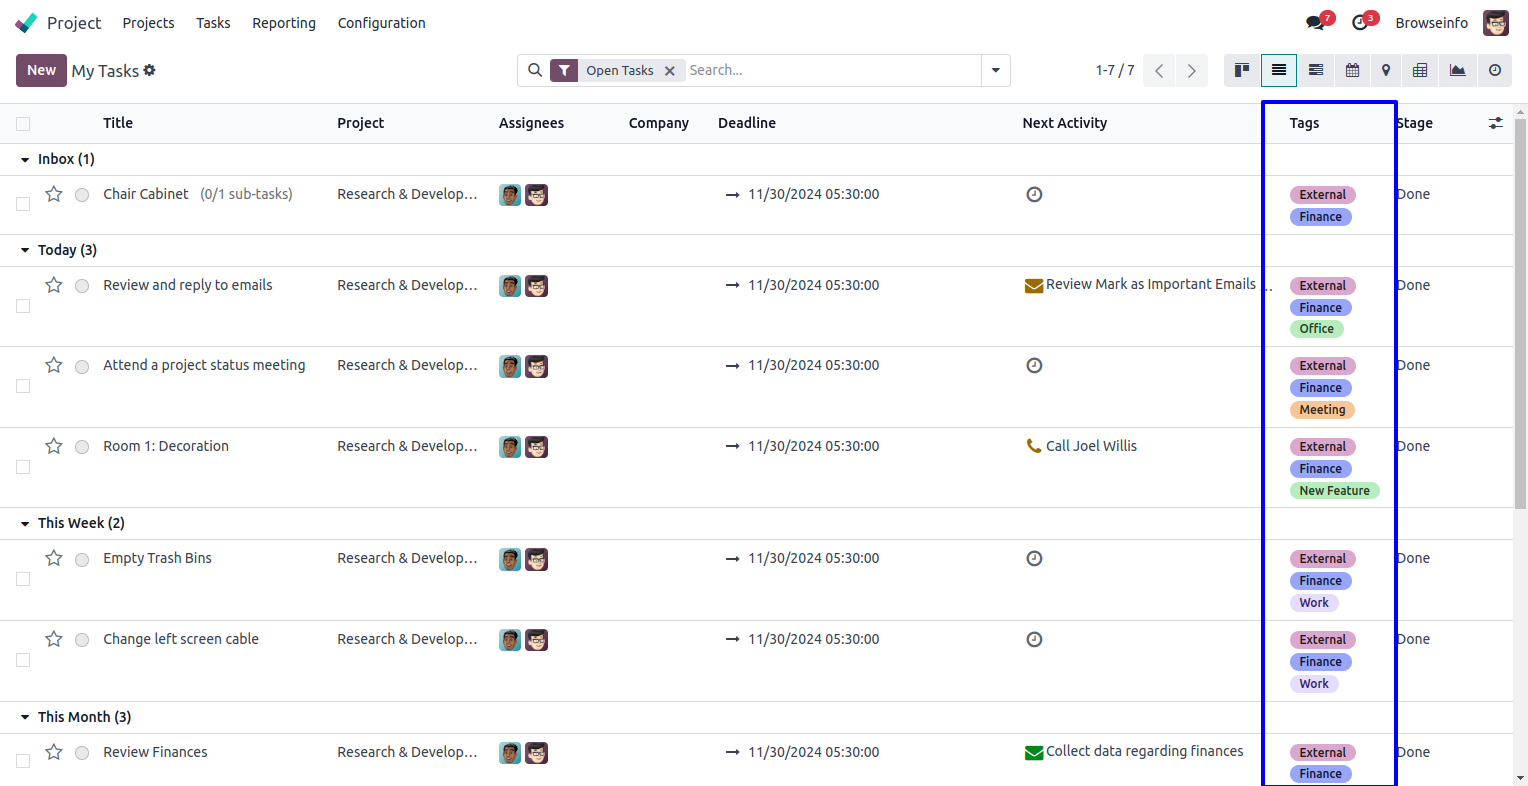 Project Projects Tasks Reporting Configuration 7 3 Browseinfo
New My Tasks Open Tasks Search... 1-7 / 7
Title Project Assignees Company Deadline Next Activity Tags Stage
Inbox (1)
Chair Cabinet (0/1 sub-tasks) Research & Develop... → 11/30/2024 05:30:00 External Done
Finance
Today (3)
Review and reply to emails Research & Develop... → 11/30/2024 05:30:00 Review Mark as Important Emails ... External Done
Finance
Office
Attend a project status meeting Research & Develop... → 11/30/2024 05:30:00 External Done
Finance
Meeting
Room 1: Decoration Research & Develop... → 11/30/2024 05:30:00 Call Joel Willis External Done
Finance
New Feature
This Week (2)
Empty Trash Bins Research & Develop... → 11/30/2024 05:30:00 External Done
Finance
Work
Change left screen cable Research & Develop... → 11/30/2024 05:30:00 External Done
Finance
Work
This Month (3)
Review Finances Research & Develop... → 11/30/2024 05:30:00 Collect data regarding finances External Done
Finance